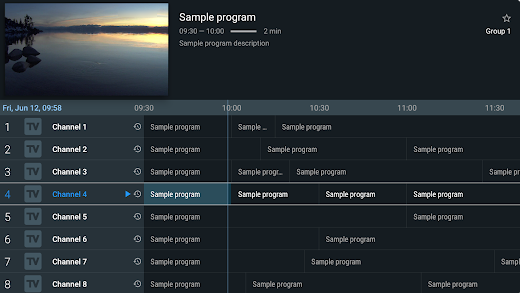 Sample program
09:30 — 10:00 2 min
Group 1
Sample program description
Fri, Jun 12, 09:58 09:30 10:00 10:30 11:00 11:30
1 TV Channel 1 Sample program Sample ... Sample program
2 TV Channel 2 Sample program Sample program Sample program
3 TV Channel 3 Sample program Sample progr... Sample program Sample pro
4 TV Channel 4 Sample program Sample program Sample program Sample program
5 TV Channel 5 Sample program Sample program
6 TV Channel 6 Sample program Sample program
7 TV Channel 7 Sample program Sample program Sample p
8 TV Channel 8 Sample program Sample program Sample program